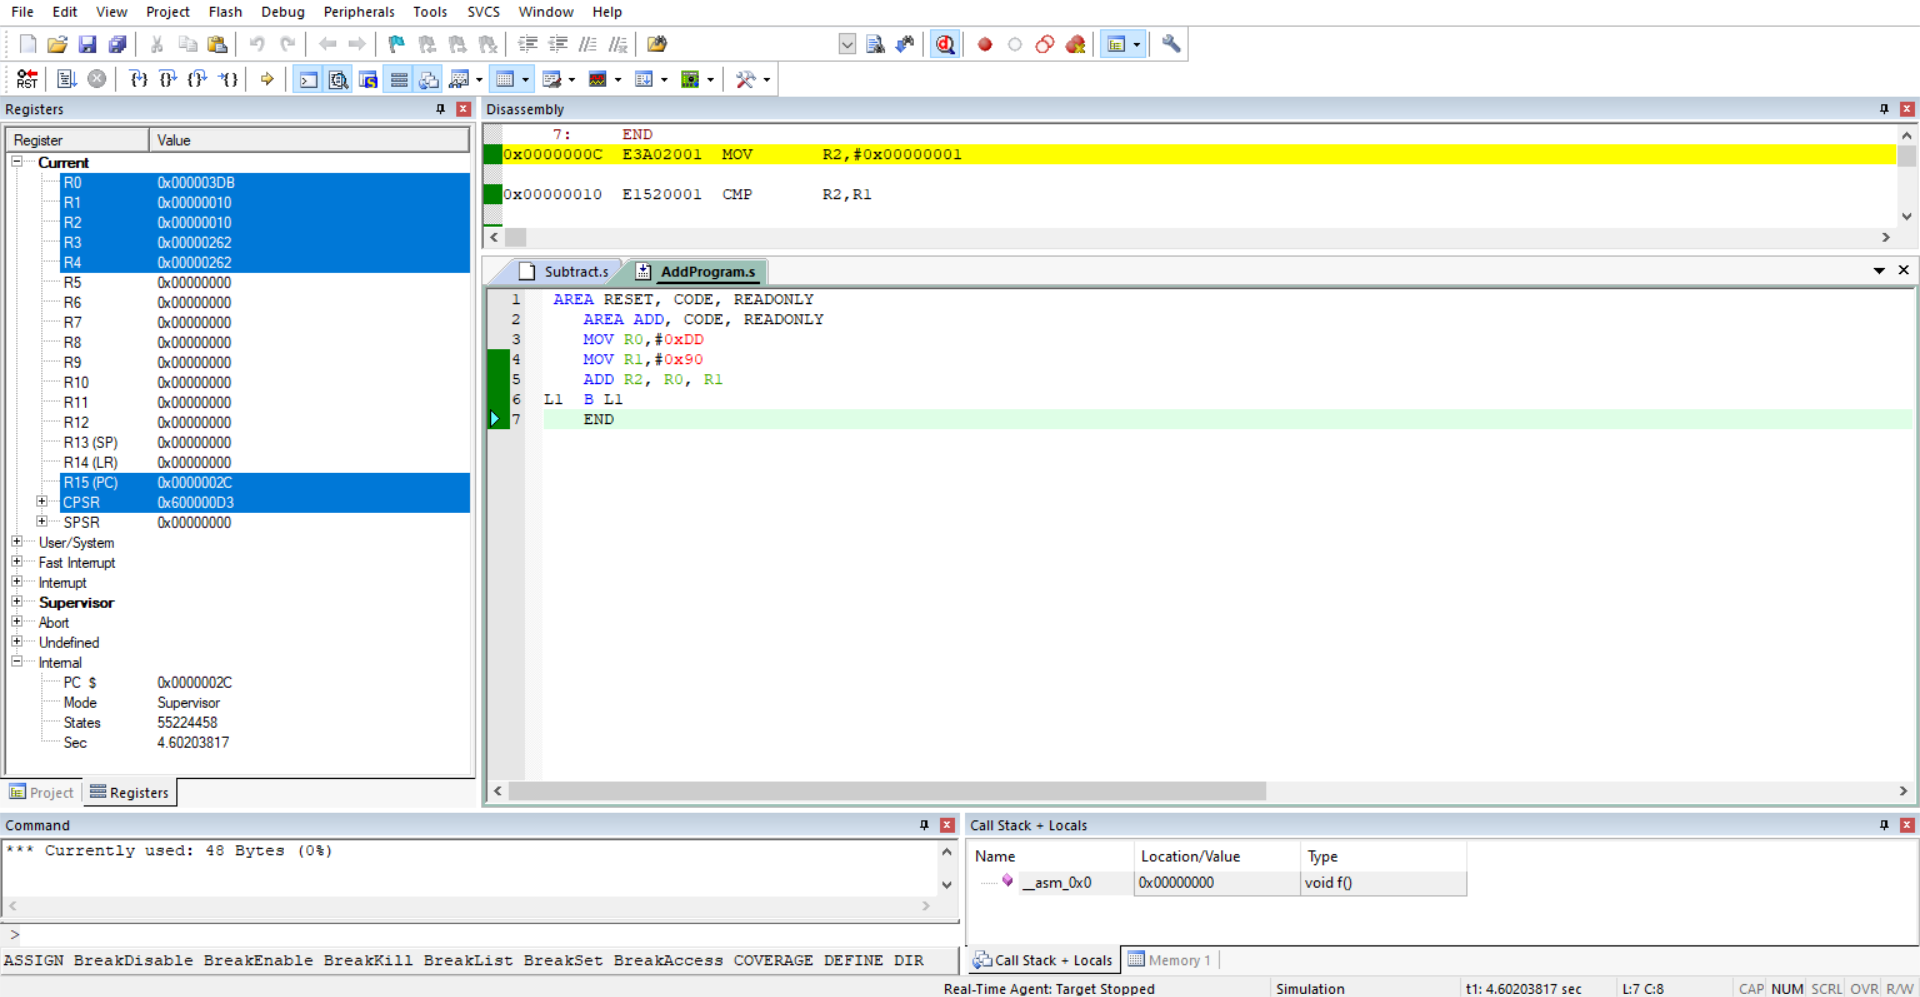 File Edit View Project Flash Debug Peripherals Tools SVCS Window Help
RST
Registers
Register Value
Current
R0 0x000003DB
R1 0x00000010
R2 0x00000010
R3 0x00000262
R4 0x00000262
R5 0x00000000
R6 0x00000000
R7 0x00000000
R8 0x00000000
R9 0x00000000
R10 0x00000000
R11 0x00000000
R12 0x00000000
R13 (SP) 0x00000000
R14 (LR) 0x00000000
R15 (PC) 0x0000002C
CPSR 0x600000D3
SPSR 0x00000000
User/System
Fast Interrupt
Interrupt
Supervisor
Abort
Undefined
Internal
PC $ 0x0000002C
Mode Supervisor
States 55224458
Sec 4.60203817
Project Registers
Disassembly
7: END
0x0000000C E3A02001 MOV R2,#0x00000001
0x00000010 E1520001 CMP R2,R1
Subtract.s AddProgram.s
1 AREA RESET, CODE, READONLY
2 AREA ADD, CODE, READONLY
3 MOV R0,#0xDD
4 MOV R1,#0x90
5 ADD R2, R0, R1
6 L1 B L1
7 END
Command
*** Currently used: 48 Bytes (0%)
>
ASSIGN BreakDisable BreakEnable BreakKill BreakList BreakSet BreakAccess COVERAGE DEFINE DIR
Call Stack + Locals
Name Location/Value Type
__asm_0x0 0x00000000 void f()
Call Stack + Locals Memory 1
Real-Time Agent: Target Stopped Simulation t1: 4.60203817 sec L:7 C:8 CAP NUM SCRL OVR R/W